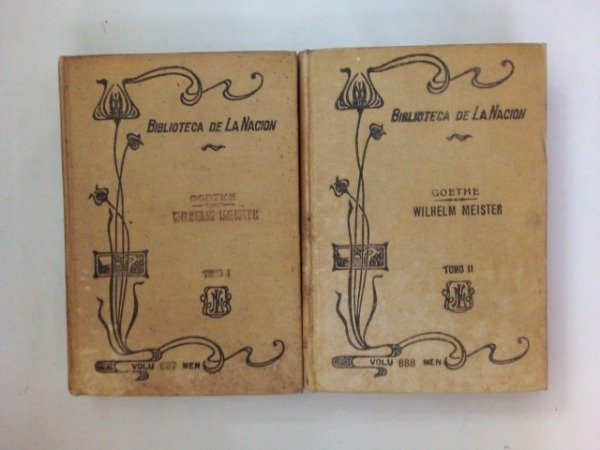 BIBLIOTECA DE LA NACION
GOETHE
WILHELM MEISTER
TOMO I
VOLU 687 MEN
BIBLIOTECA DE LA NACION
GOETHE
WILHELM MEISTER
TOMO II
VOLU 688 MEN